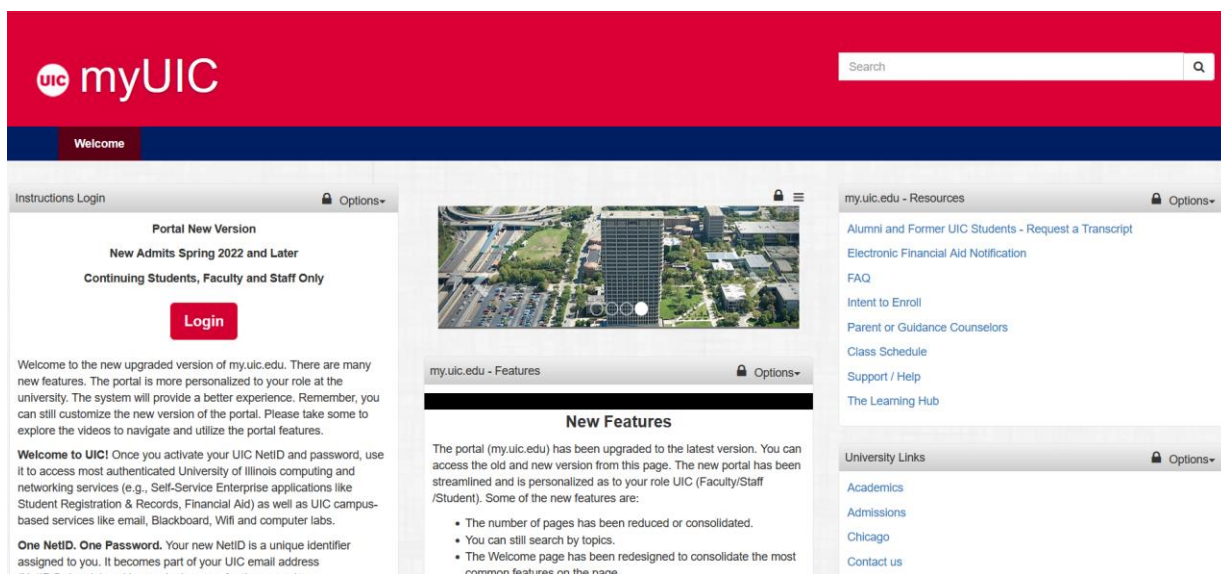 UIC myUIC
Search
Welcome
Instructions Login
Options
Portal New Version
New Admits Spring 2022 and Later
Continuing Students, Faculty and Staff Only
Login
Welcome to the new upgraded version of my.uic.edu. There are many
new features. The portal is more personalized to your role at the
university. The system will provide a better experience. Remember, you
can still customize the new version of the portal. Please take some to
explore the videos to navigate and utilize the portal features.
Welcome to UIC! Once you activate your UIC NetID and password, use
it to access most authenticated University of Illinois computing and
networking services (e.g., Self-Service Enterprise applications like
Student Registration & Records, Financial Aid) as well as UIC campus-
based services like email, Blackboard, Wifi and computer labs.
One NetID. One Password. Your new NetID is a unique identifier
assigned to you. It becomes part of your UIC email address
my.uic.edu - Features
Options
New Features
The portal (my.uic.edu) has been upgraded to the latest version. You can
access the old and new version from this page. The new portal has been
streamlined and is personalized as to your role UIC (Faculty/Staff
/Student). Some of the new features are:
• The number of pages has been reduced or consolidated.
• You can still search by topics.
• The Welcome page has been redesigned to consolidate the most
common features on the page
my.uic.edu - Resources
Options
Alumni and Former UIC Students - Request a Transcript
Electronic Financial Aid Notification
FAQ
Intent to Enroll
Parent or Guidance Counselors
Class Schedule
Support / Help
The Learning Hub
University Links
Options
Academics
Admissions
Chicago
Contact us